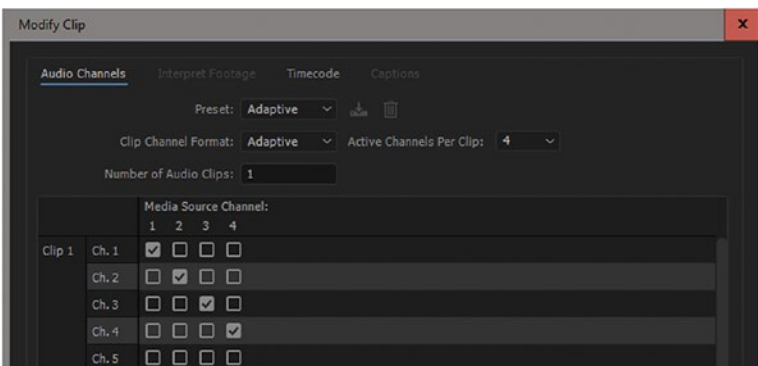 Modify Clip x
Audio Channels Interpret Footage Timecode Captions
Preset: Adaptive
Clip Channel Format: Adaptive Active Channels Per Clip: 4
Number of Audio Clips: 1
Media Source Channel:
1 2 3 4
Clip 1 Ch. 1
Ch. 2
Ch. 3
Ch. 4
Ch. 5